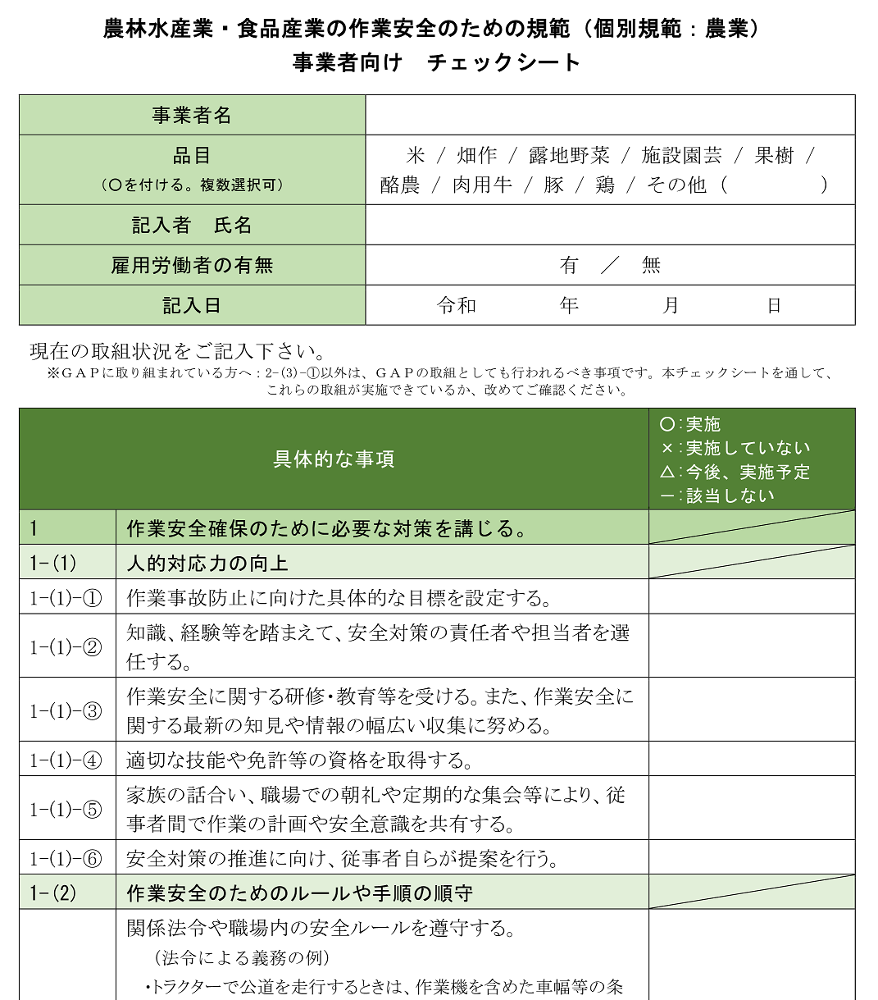 農林水産業・食品産業の作業安全のための規範（個別規範：農業）
事業者向け　チェックシート
事業者名
品目
（〇を付ける。複数選択可）
米 / 畑作 / 露地野菜 / 施設園芸 / 果樹 /
酪農 / 肉用牛 / 豚 / 鶏 / その他（　　　　　）
記入者　氏名
雇用労働者の有無
有　／　無
記入日
令和　　　　年　　　　月　　　　日
現在の取組状況をご記入下さい。
※ＧＡＰに取り組まれている方へ：2-(3)-①以外は、ＧＡＰの取組としても行われるべき事項です。本チェックシートを通して、
これらの取組が実施できているか、改めてご確認ください。
具体的な事項
〇：実施
×：実施していない
△：今後、実施予定
－：該当しない
1
作業安全確保のために必要な対策を講じる。
1-(1)
人的対応力の向上
1-(1)-①
作業事故防止に向けた具体的な目標を設定する。
1-(1)-②
知識、経験等を踏まえて、安全対策の責任者や担当者を選
任する。
1-(1)-③
作業安全に関する研修・教育等を受ける。また、作業安全に
関する最新の知見や情報の幅広い収集に努める。
1-(1)-④
適切な技能や免許等の資格を取得する。
1-(1)-⑤
家族の話合い、職場での朝礼や定期的な集会等により、従
事者間で作業の計画や安全意識を共有する。
1-(1)-⑥
安全対策の推進に向け、従事者自らが提案を行う。
1-(2)
作業安全のためのルールや手順の順守
関係法令や職場内の安全ルールを遵守する。
（法令による義務の例）
・トラクターで公道を走行するときは、作業機を含めた車幅等の条